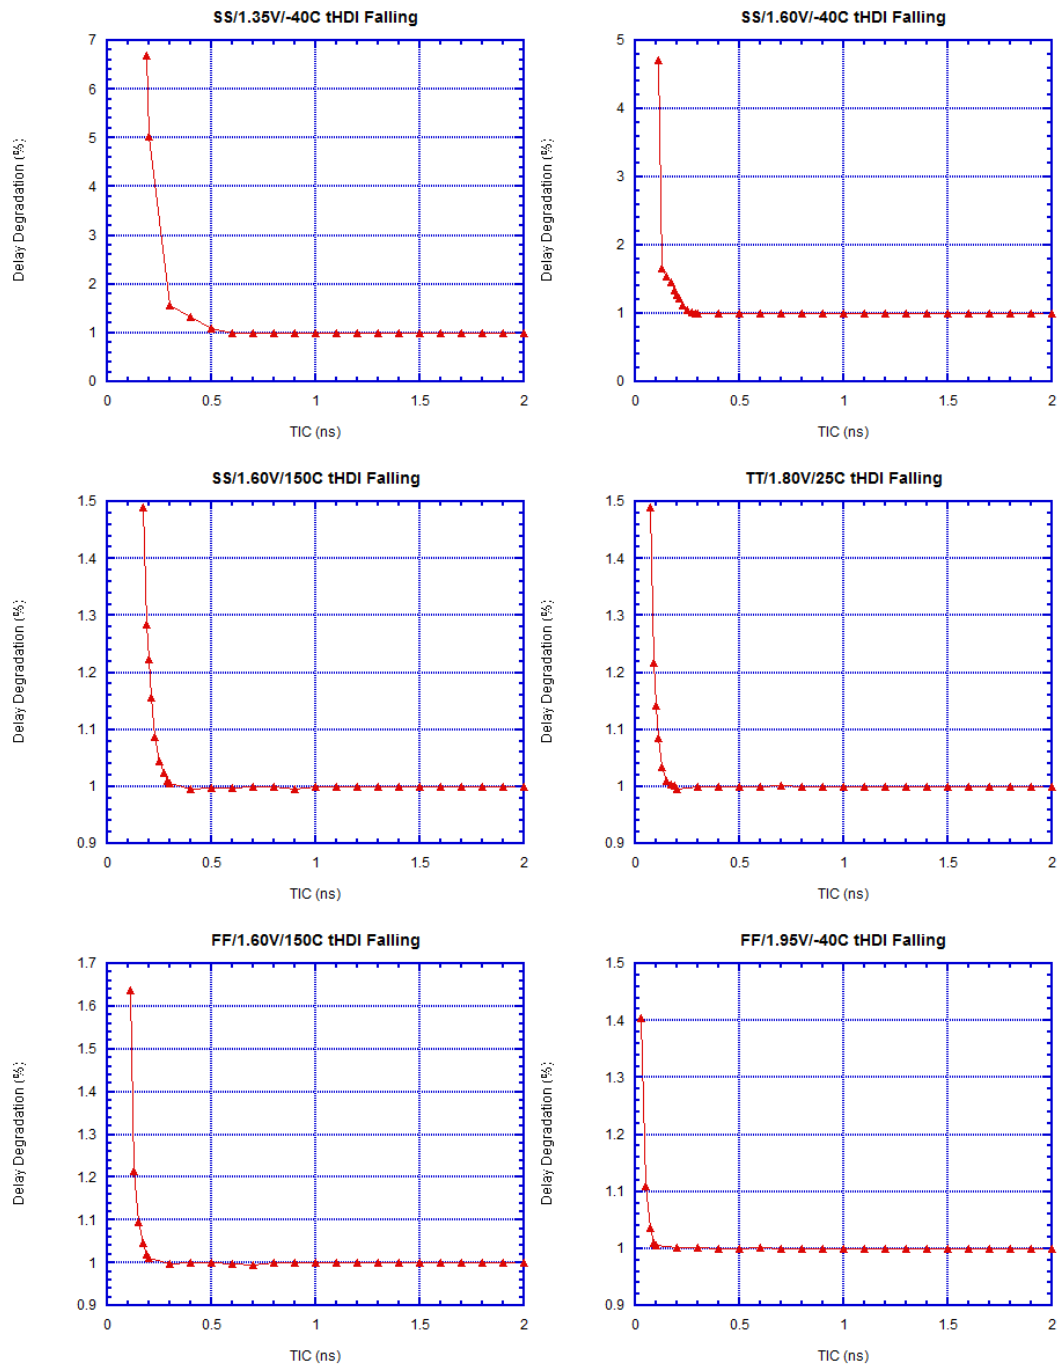 SS/1.35V/-40C tHDI Falling
7
6
5
4
3
2
1
0
Delay Degradation (%)
0 0.5 1 1.5 2
TIC (ns)
SS/1.60V/-40C tHDI Falling
5
4
3
2
1
0
Delay Degradation (%)
0 0.5 1 1.5 2
TIC (ns)
SS/1.60V/150C tHDI Falling
1.5
1.4
1.3
1.2
1.1
1
0.9
Delay Degradation (%)
0 0.5 1 1.5 2
TIC (ns)
TT/1.80V/25C tHDI Falling
1.5
1.4
1.3
1.2
1.1
1
0.9
Delay Degradation (%)
0 0.5 1 1.5 2
TIC (ns)
FF/1.60V/150C tHDI Falling
1.7
1.6
1.5
1.4
1.3
1.2
1.1
1
0.9
Delay Degradation (%)
0 0.5 1 1.5 2
TIC (ns)
FF/1.95V/-40C tHDI Falling
1.5
1.4
1.3
1.2
1.1
1
0.9
Delay Degradation (%)
0 0.5 1 1.5 2
TIC (ns)